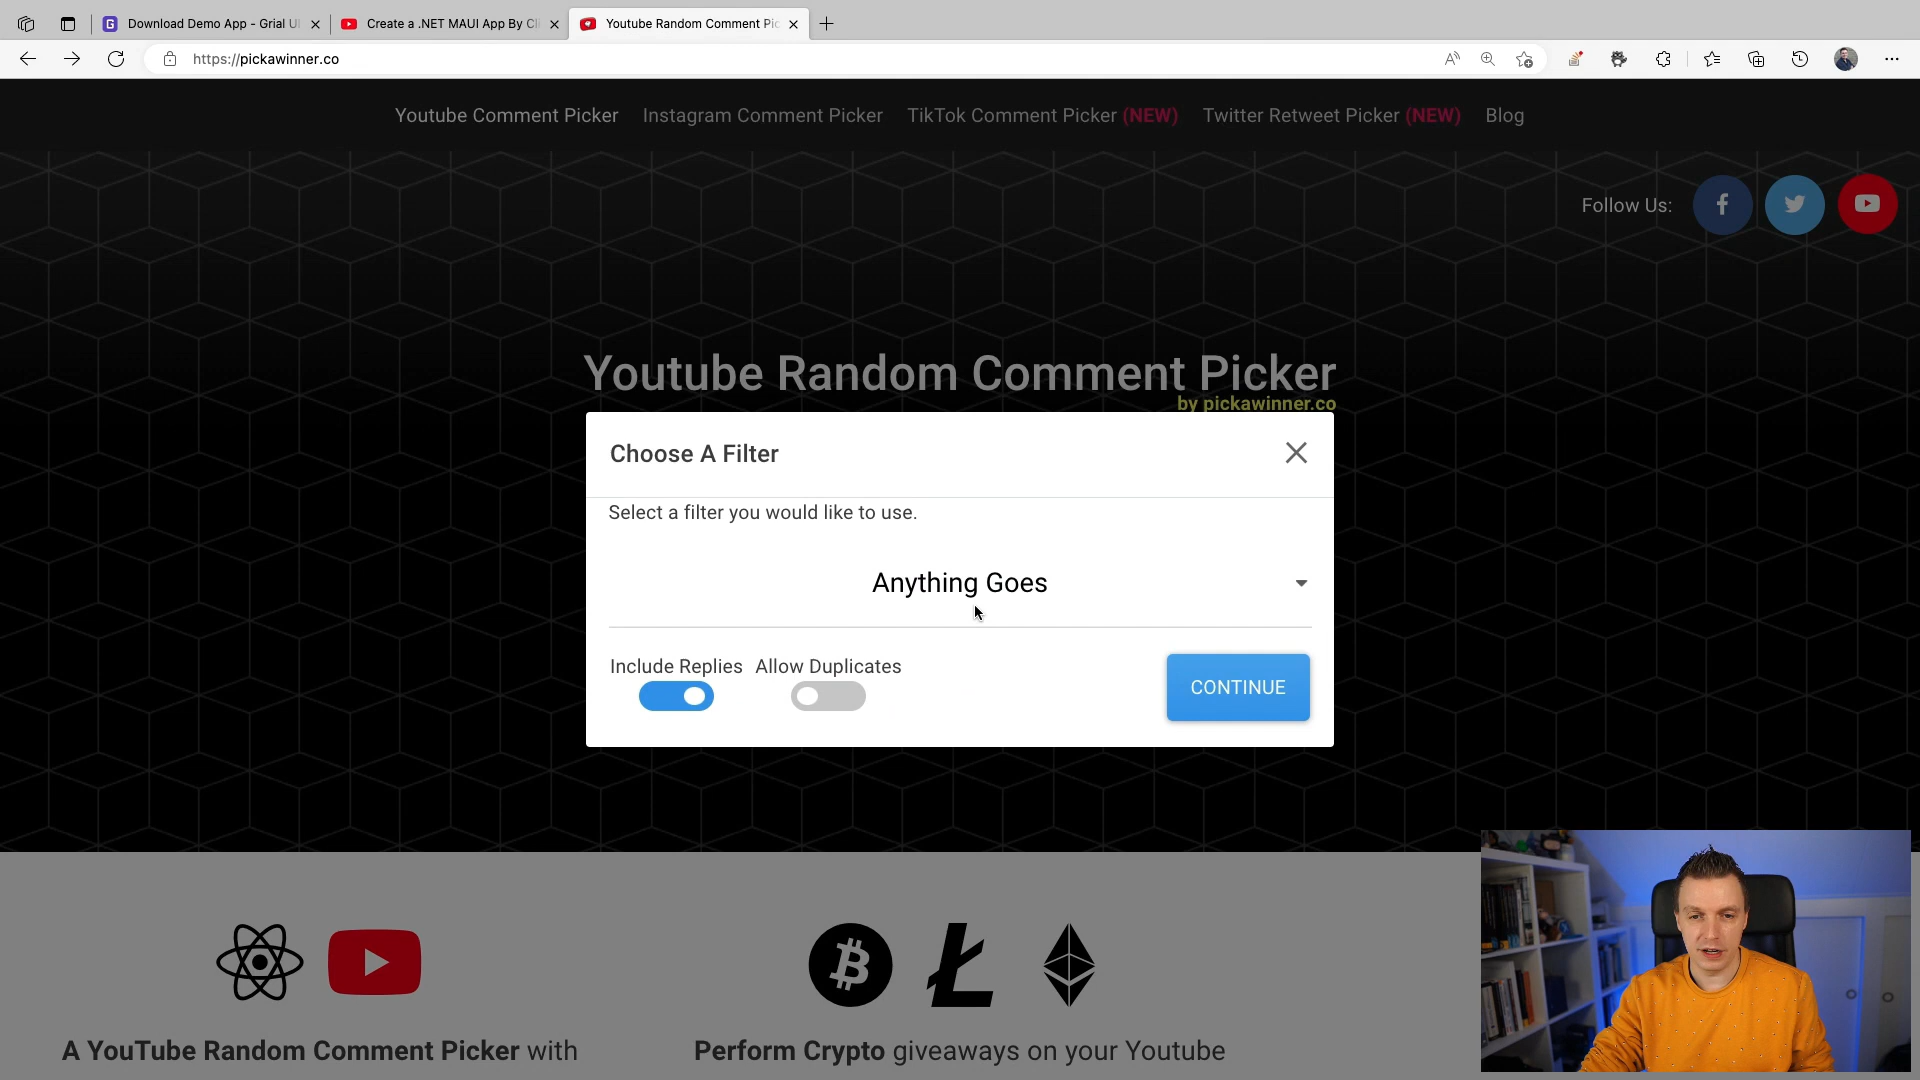 Download Demo App - Grial UI
Create a .NET MAUI App By Cli
Youtube Random Comment Pic
https://pickawinner.co
Youtube Comment Picker
Instagram Comment Picker
TikTok Comment Picker (NEW)
Twitter Retweet Picker (NEW)
Blog
Follow Us:
Youtube Random Comment Picker
by pickawinner.co
Choose A Filter
Select a filter you would like to use.
Anything Goes
Include Replies
Allow Duplicates
CONTINUE
A YouTube Random Comment Picker with
Perform Crypto giveaways on your Youtube